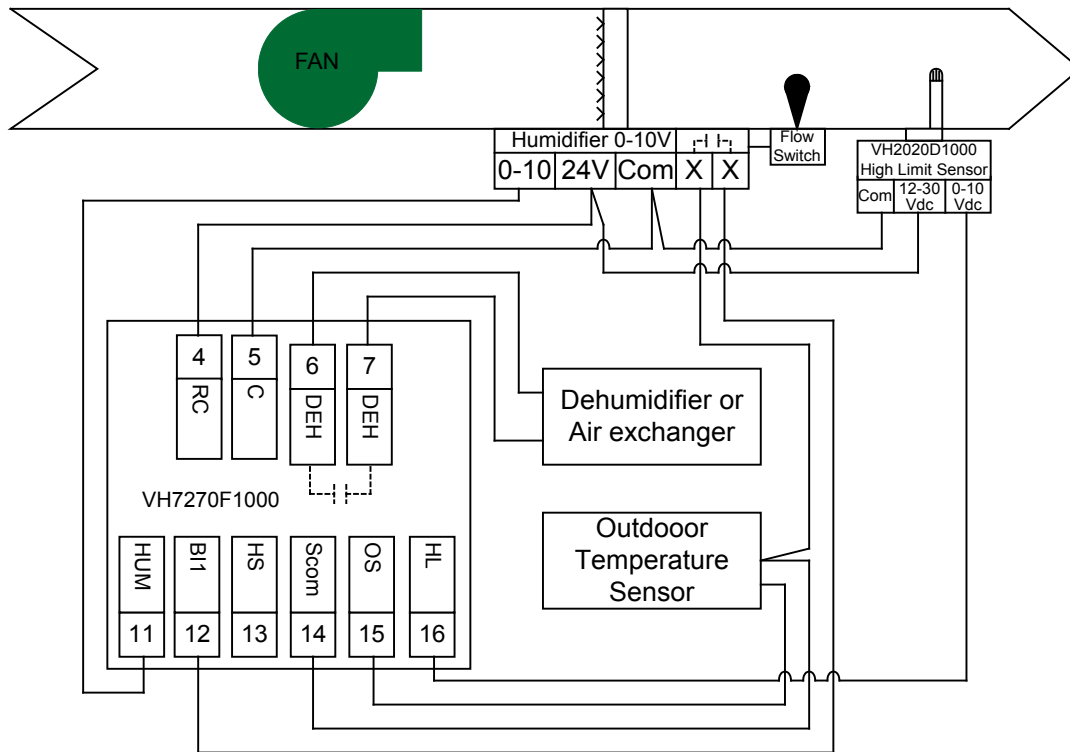 FAN
Humidifier 0-10V
0-10 24V Com X X
Flow
Switch
VH2020D1000
High Limit Sensor
Com 12-30 Vdc 0-10 Vdc
4 5 6 7
RC C DEH DEH
Dehumidifier or
Air exchanger
VH7270F1000
Outdooor
Temperature
Sensor
HUM BI1 HS Scom OS HL
11 12 13 14 15 16